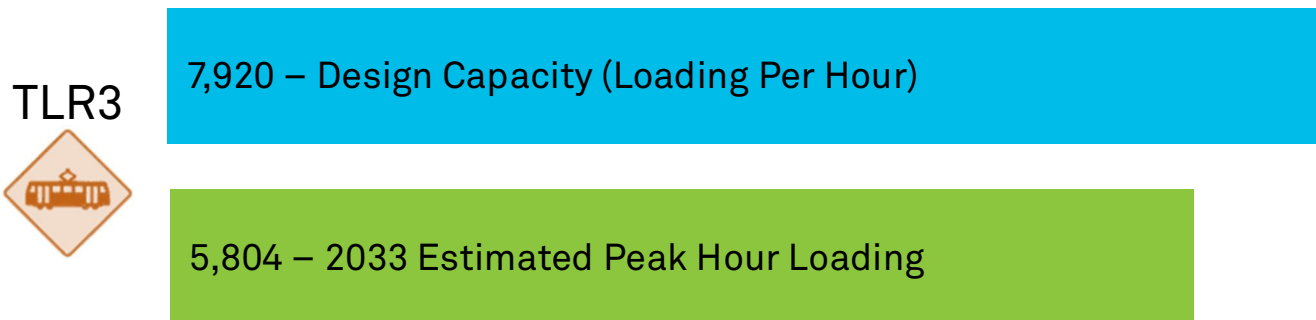 7,920 – Design Capacity (Loading Per Hour)
TLR3
5,804 – 2033 Estimated Peak Hour Loading